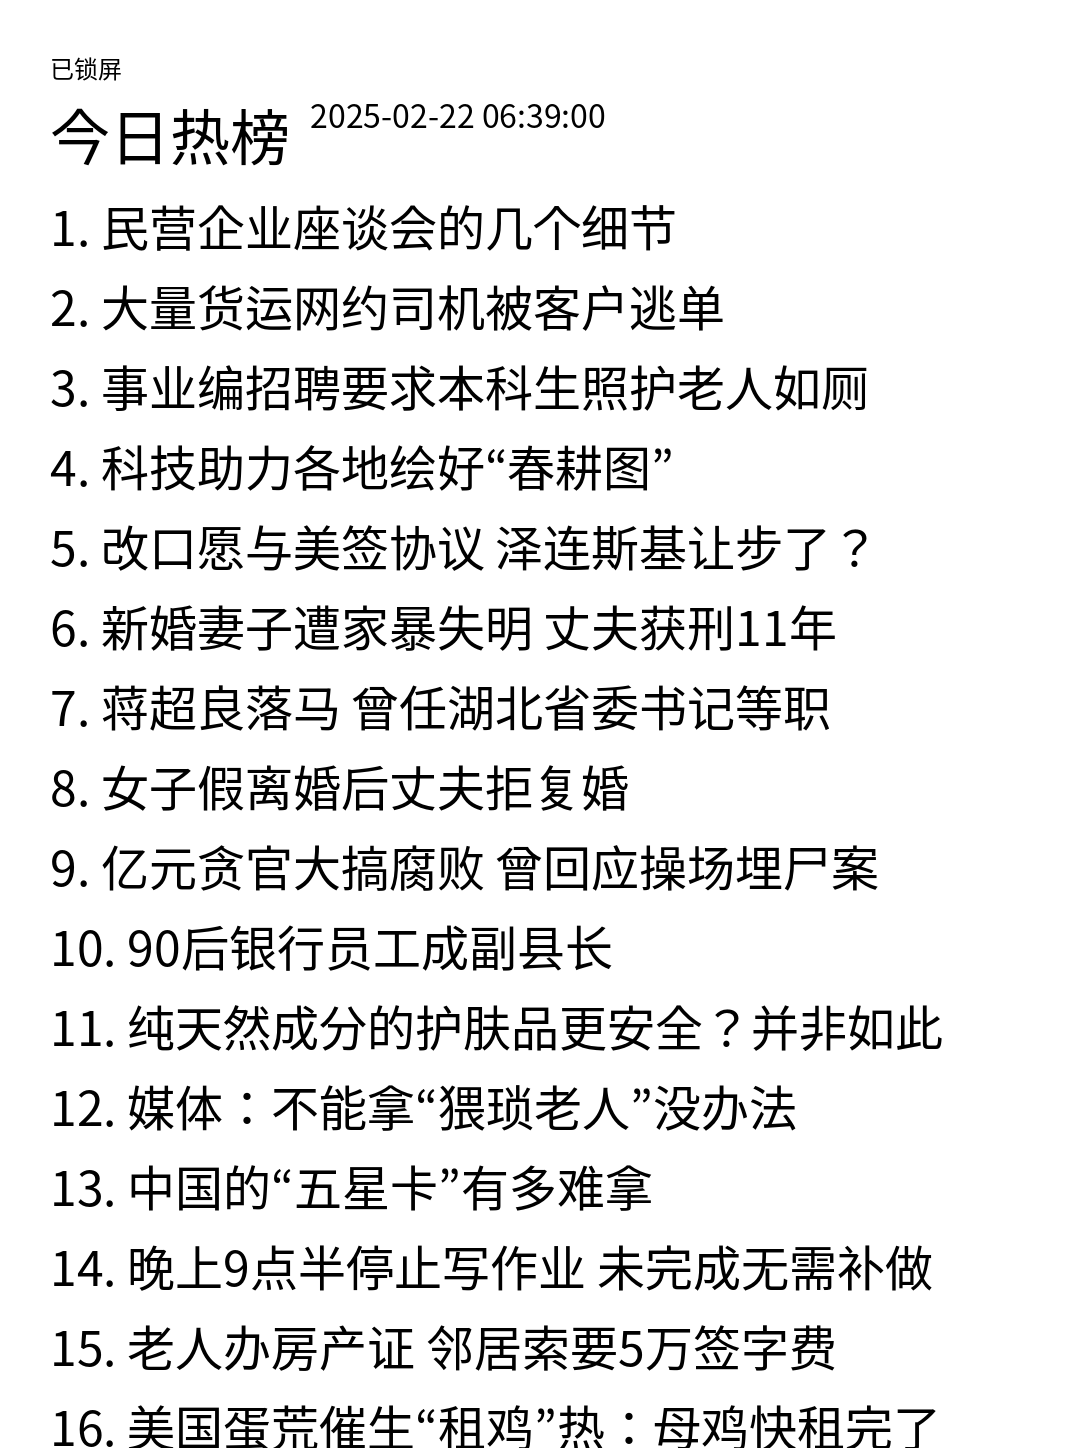 已锁屏
今日热榜 2025-02-22 06:39:00
1. 民营企业座谈会的几个细节
2. 大量货运网约司机被客户逃单
3. 事业编招聘要求本科生照护老人如厕
4. 科技助力各地绘好“春耕图”
5. 改口愿与美签协议 泽连斯基让步了？
6. 新婚妻子遭家暴失明 丈夫获刑11年
7. 蒋超良落马 曾任湖北省委书记等职
8. 女子假离婚后丈夫拒复婚
9. 亿元贪官大搞腐败 曾回应操场埋尸案
10. 90后银行员工成副县长
11. 纯天然成分的护肤品更安全？并非如此
12. 媒体：不能拿“猥琐老人”没办法
13. 中国的“五星卡”有多难拿
14. 晚上9点半停止写作业 未完成无需补做
15. 老人办房产证 邻居索要5万签字费
16. 美国蛋荒催生“租鸡”热：母鸡快租完了